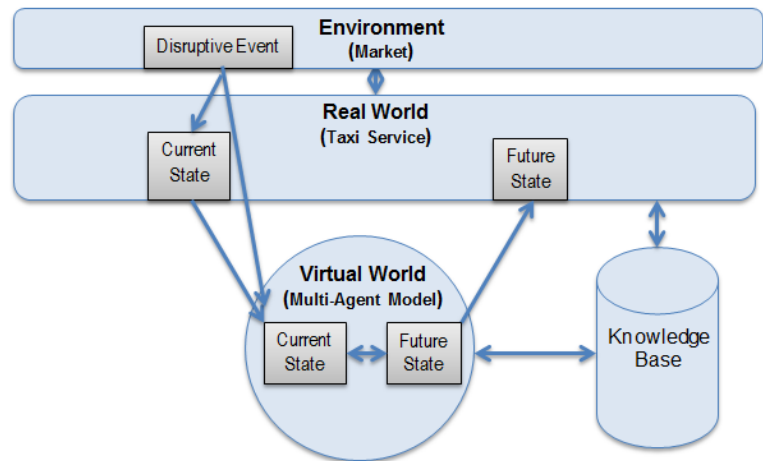 Environment
(Market)
Disruptive Event
Real World
(Taxi Service)
Current
State
Future
State
Virtual World
(Multi-Agent Model)
Current
State
Future
State
Knowledge
Base